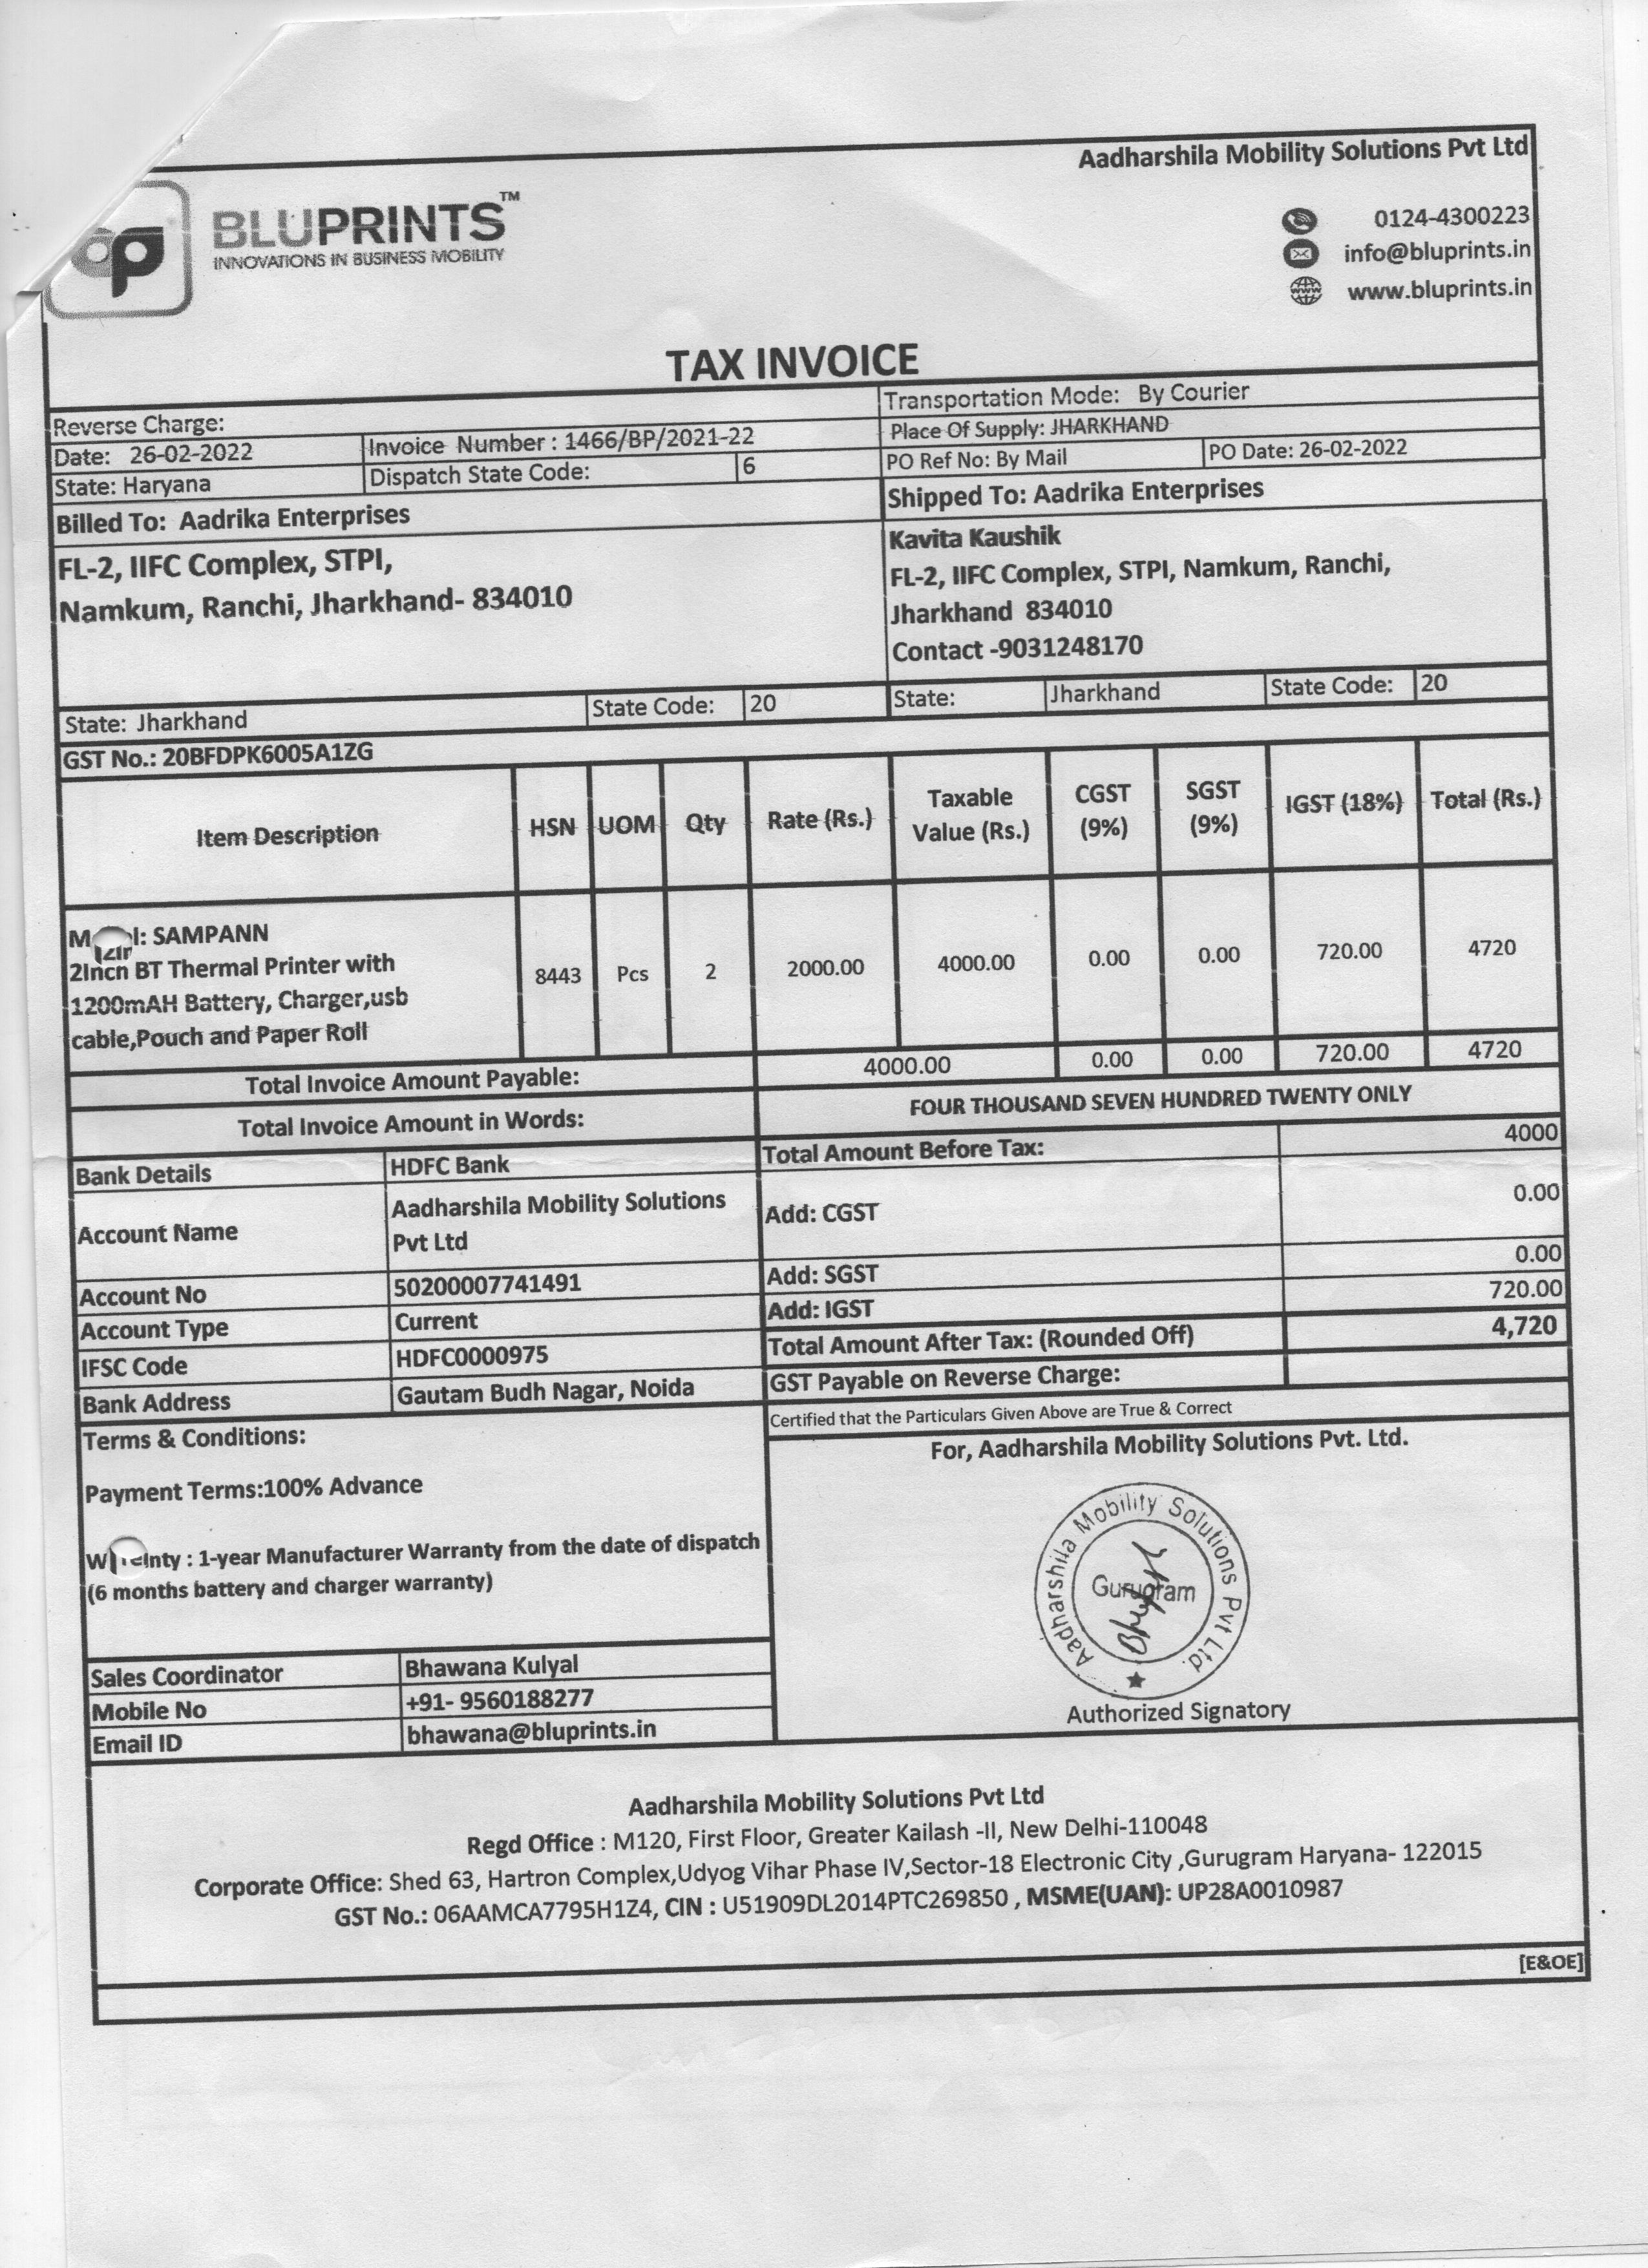 Aadharshila Mobility Solutions Pvt Ltd
BLUPRINTS™
INNOVATIONS IN BUSINESS MOBILITY
0124-4300223
info@bluprints.in
www.bluprints.in
TAX INVOICE
Reverse Charge:
Transportation Mode: By Courier
Date: 26-02-2022 Invoice Number : 1466/BP/2021-22
Place Of Supply: JHARKHAND
State: Haryana Dispatch State Code: 6
PO Ref No: By Mail PO Date: 26-02-2022
Billed To: Aadrika Enterprises
Shipped To: Aadrika Enterprises
FL-2, IIFC Complex, STPI,
Namkum, Ranchi, Jharkhand- 834010
Kavita Kaushik
FL-2, IIFC Complex, STPI, Namkum, Ranchi,
Jharkhand 834010
Contact -9031248170
State: Jharkhand State Code: 20 State: Jharkhand State Code: 20
GST No.: 20BFDPK6005A1ZG
Item Description HSN UOM Qty Rate (Rs.) Taxable Value (Rs.) CGST (9%) SGST (9%) IGST (18%) Total (Rs.)
SAMPANN
BT Thermal Printer with
1200mAH Battery, Charger,usb
cable,Pouch and Paper Roll
8443 Pcs 2 2000.00 4000.00 0.00 0.00 720.00 4720
Total Invoice Amount Payable: 4000.00 0.00 0.00 720.00 4720
Total Invoice Amount in Words: FOUR THOUSAND SEVEN HUNDRED TWENTY ONLY
Bank Details HDFC Bank
Account Name Aadharshila Mobility Solutions
Pvt Ltd
Account No 50200007741491
Account Type Current
IFSC Code HDFC0000975
Bank Address Gautam Budh Nagar, Noida
Total Amount Before Tax: 4000
Add: CGST 0.00
Add: SGST 0.00
Add: IGST 720.00
Total Amount After Tax: (Rounded Off) 4,720
GST Payable on Reverse Charge:
Certified that the Particulars Given Above are True & Correct
For, Aadharshila Mobility Solutions Pvt. Ltd.
Terms & Conditions:
Payment Terms:100% Advance
: 1-year Manufacturer Warranty from the date of dispatch
(6 months battery and charger warranty)
Aadharshila Mobility Solutions Pvt Ltd.
Gurugram
Authorized Signatory
Sales Coordinator Bhawana Kulyal
Mobile No +91- 9560188277
Email ID bhawana@bluprints.in
Aadharshila Mobility Solutions Pvt Ltd
Regd Office : M120, First Floor, Greater Kailash -II, New Delhi-110048
Corporate Office: Shed 63, Hartron Complex,Udyog Vihar Phase IV,Sector-18 Electronic City ,Gurugram Haryana- 122015
GST No.: 06AAMCA7795H1Z4, CIN : U51909DL2014PTC269850 , MSME(UAN): UP28A0010987
[E&OE]